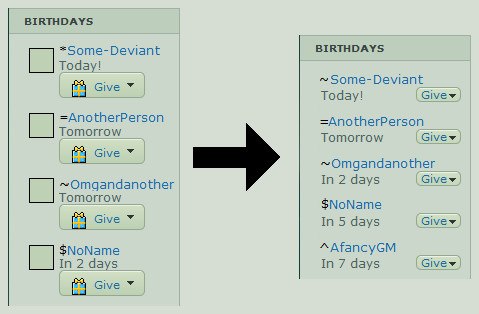 BIRTHDAYS
*Some-Deviant
Today!
Give
=AnotherPerson
Tomorrow
Give
~Omgandanother
Tomorrow
Give
$NoName
In 2 days
Give
BIRTHDAYS
~Some-Deviant
Today! Give
=AnotherPerson
Tomorrow Give
~Omgandanother
In 2 days Give
$NoName
In 5 days Give
^AfancyGM
In 7 days Give